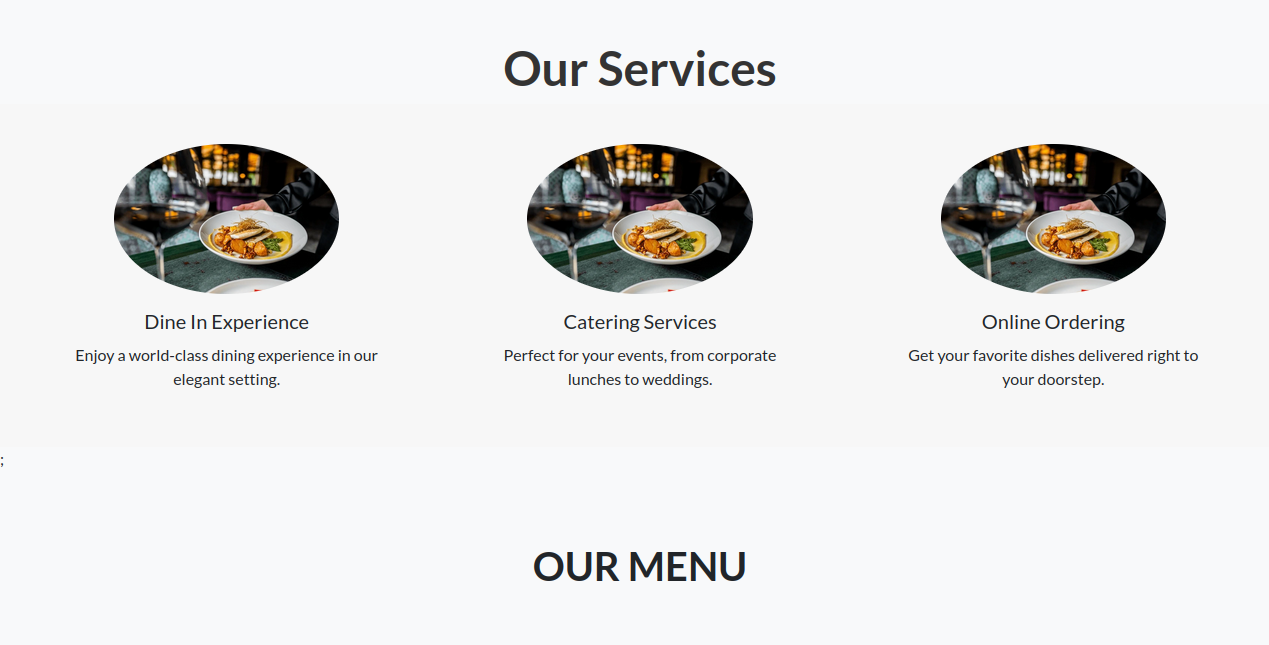 Our Services
Dine In Experience
Catering Services
Online Ordering
Enjoy a world-class dining experience in our
elegant setting.
Perfect for your events, from corporate
lunches to weddings.
Get your favorite dishes delivered right to
your doorstep.
;
OUR MENU